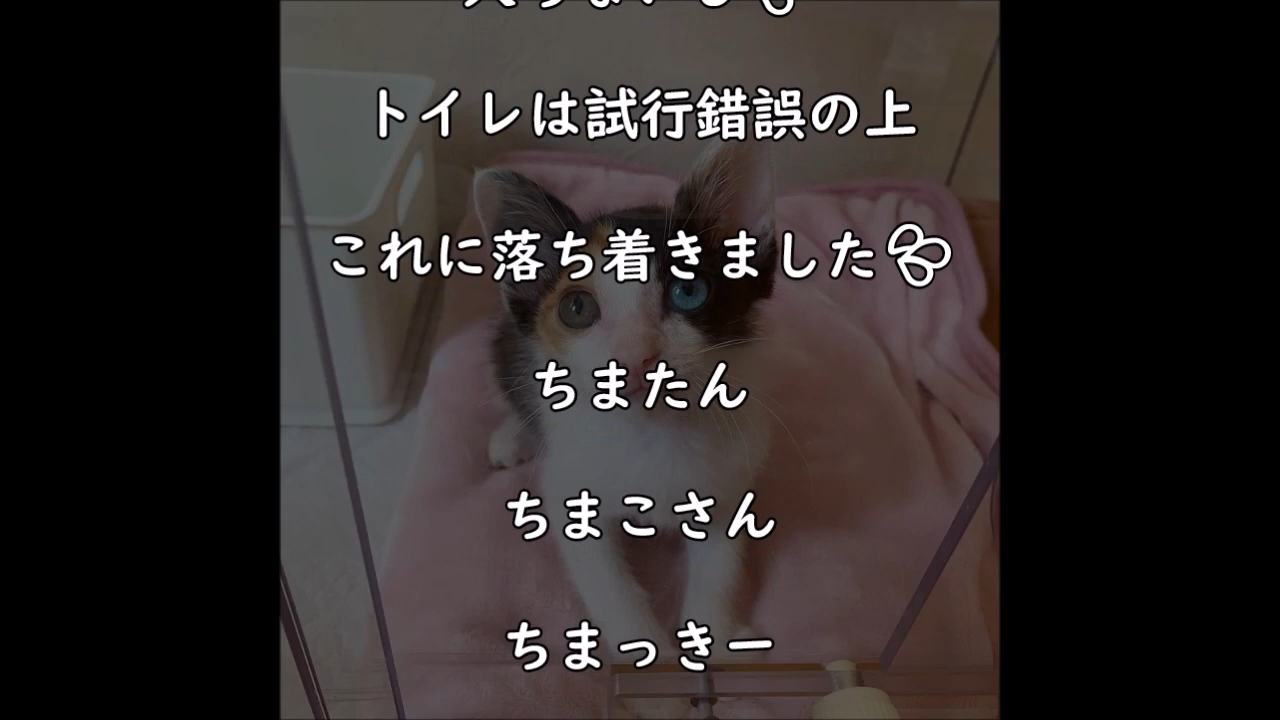 トイレは試行錯誤の上
これに落ち着きました
ちまたん
ちまこさん
ちまっきー